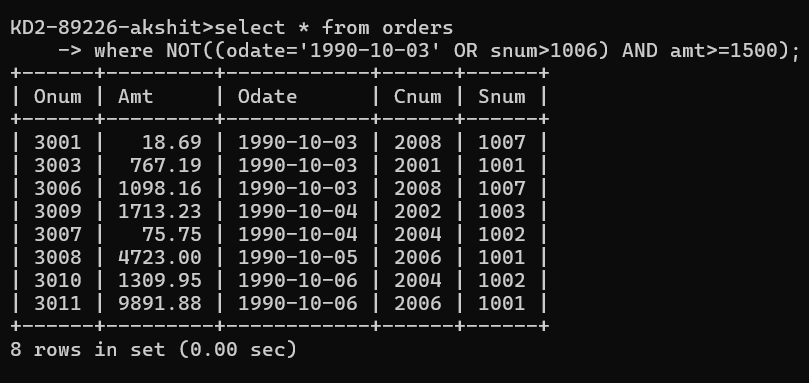 KD2-89226-akshit>select * from orders
    -> where NOT((odate='1990-10-03' OR snum>1006) AND amt>=1500);
+------+---------+------------+------+------+
| Onum | Amt     | Odate      | Cnum | Snum |
+------+---------+------------+------+------+
| 3001 |   18.69 | 1990-10-03 | 2008 | 1007 |
| 3003 |  767.19 | 1990-10-03 | 2001 | 1001 |
| 3006 | 1098.16 | 1990-10-03 | 2008 | 1007 |
| 3009 | 1713.23 | 1990-10-04 | 2002 | 1003 |
| 3007 |   75.75 | 1990-10-04 | 2004 | 1002 |
| 3008 | 4723.00 | 1990-10-05 | 2006 | 1001 |
| 3010 | 1309.95 | 1990-10-06 | 2004 | 1002 |
| 3011 | 9891.88 | 1990-10-06 | 2006 | 1001 |
+------+---------+------------+------+------+
8 rows in set (0.00 sec)